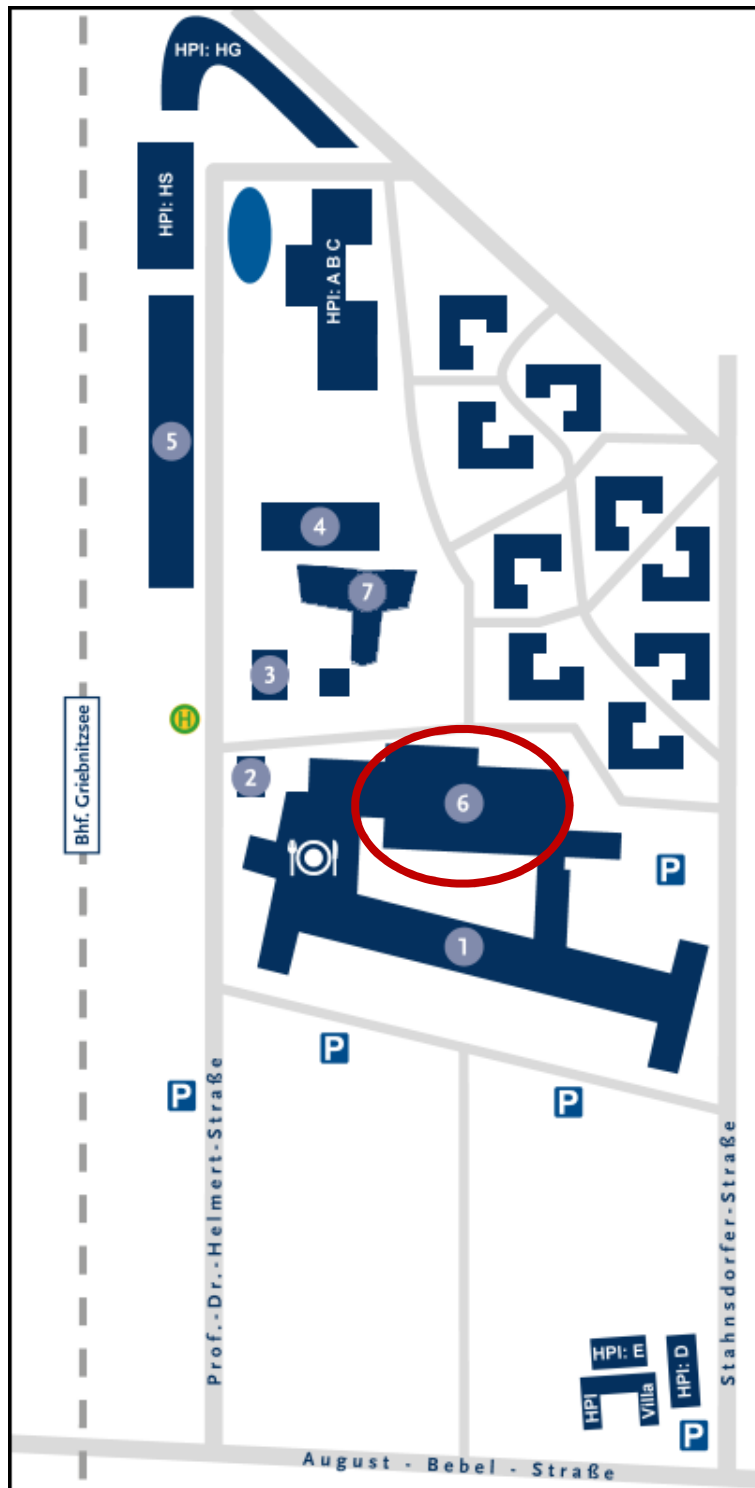 HPI: HG
HPI: HS
HPI: A B C
5
4
7
3
H
2
6
Bhf. Griebnitzsee
P
1
P
P
P
Prof.-Dr.-Helmert-Straße
Stahnsdorfer-Straße
HPI: E
HPI: D
HPI
Villa
P
August - Bebel - Straße